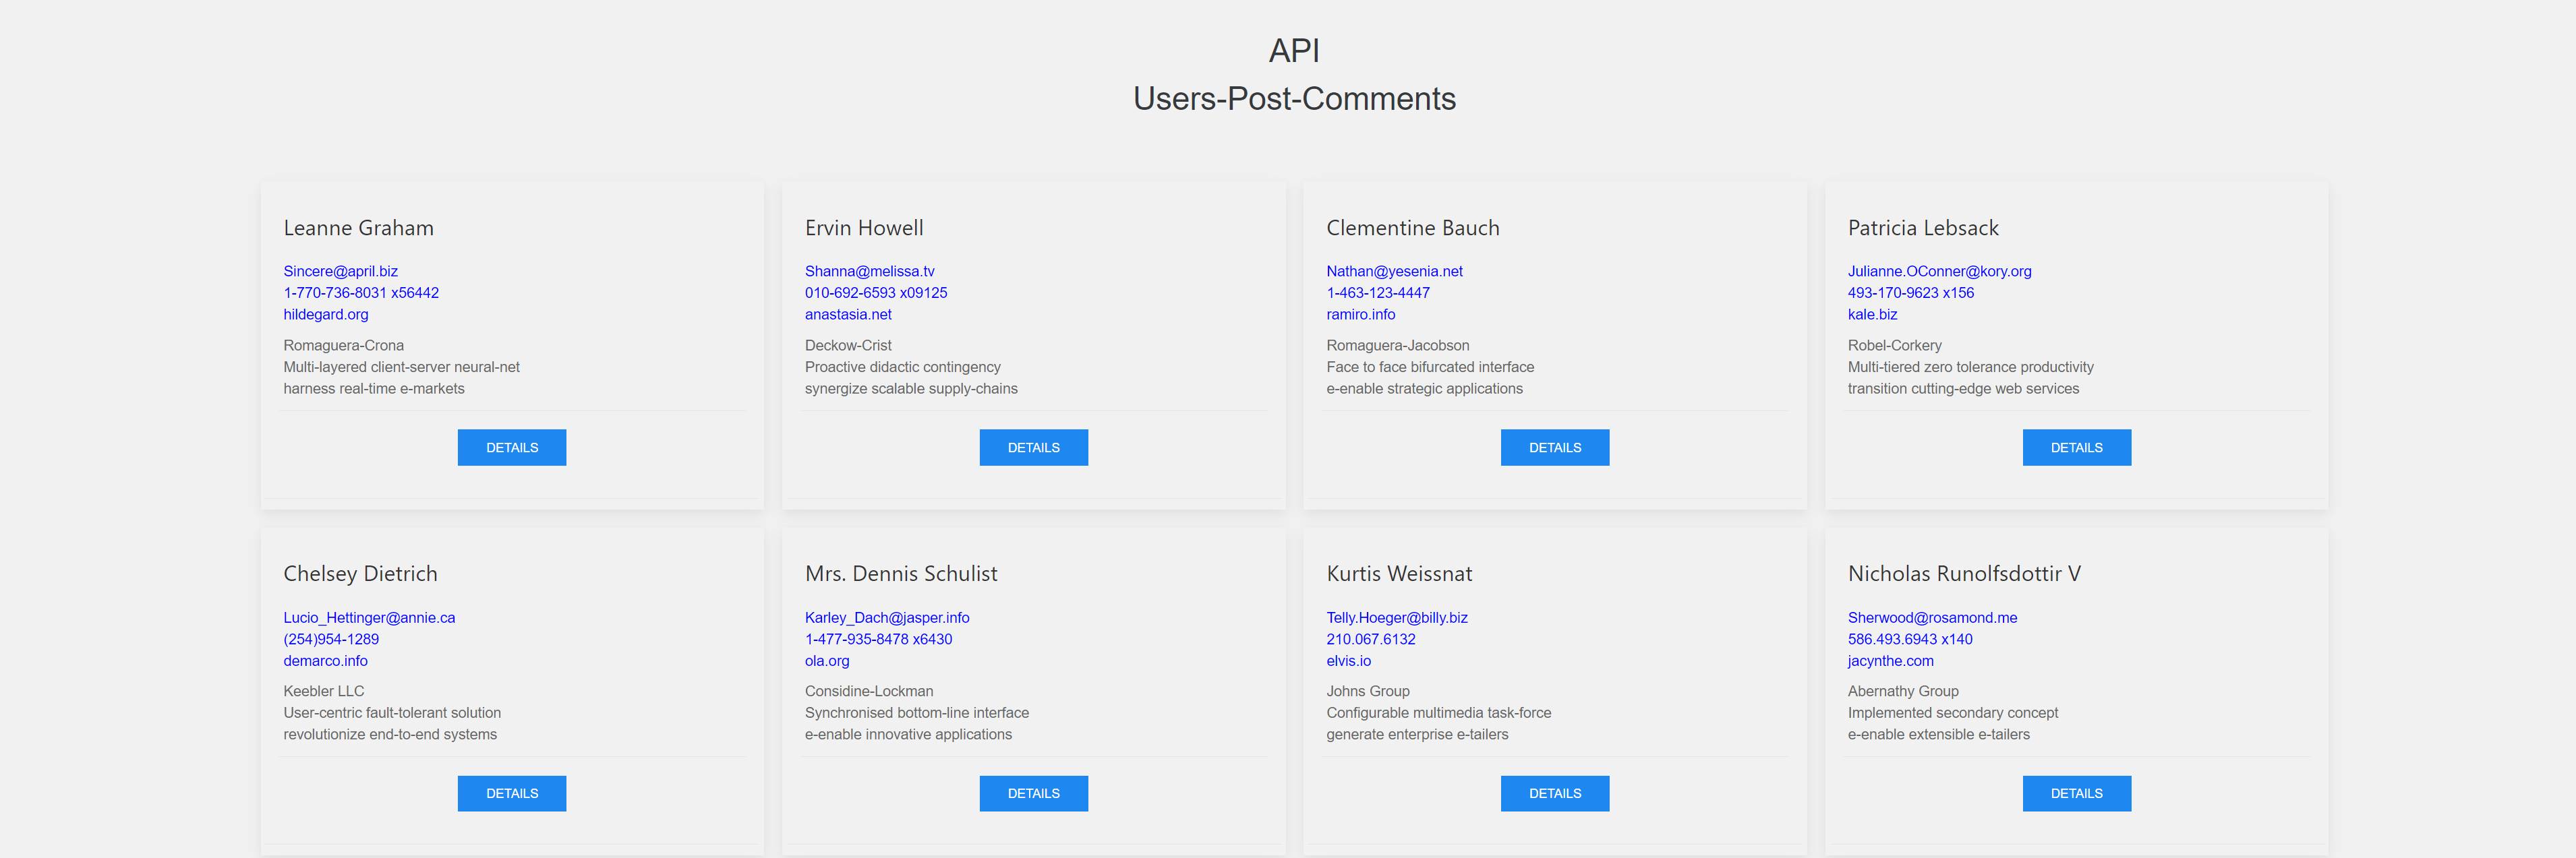 API
Users-Post-Comments
Leanne Graham
Sincere@april.biz
1-770-736-8031 x56442
hildegard.org
Romaguera-Crona
Multi-layered client-server neural-net
harness real-time e-markets
DETAILS
Ervin Howell
Shanna@melissa.tv
010-692-6593 x09125
anastasia.net
Deckow-Crist
Proactive didactic contingency
synergize scalable supply-chains
DETAILS
Clementine Bauch
Nathan@yesenia.net
1-463-123-4447
ramiro.info
Romaguera-Jacobson
Face to face bifurcated interface
e-enable strategic applications
DETAILS
Patricia Lebsack
Julianne.OConner@kory.org
493-170-9623 x156
kale.biz
Robel-Corkery
Multi-tiered zero tolerance productivity
transition cutting-edge web services
DETAILS
Chelsey Dietrich
Lucio_Hettinger@annie.ca
(254)954-1289
demarco.info
Keebler LLC
User-centric fault-tolerant solution
revolutionize end-to-end systems
DETAILS
Mrs. Dennis Schulist
Karley_Dach@jasper.info
1-477-935-8478 x6430
ola.org
Considine-Lockman
Synchronised bottom-line interface
e-enable innovative applications
DETAILS
Kurtis Weissnat
Telly.Hoeger@billy.biz
210.067.6132
elvis.io
Johns Group
Configurable multimedia task-force
generate enterprise e-tailers
DETAILS
Nicholas Runolfsdottir V
Sherwood@rosamond.me
586.493.6943 x140
jacynthe.com
Abernathy Group
Implemented secondary concept
e-enable extensible e-tailers
DETAILS